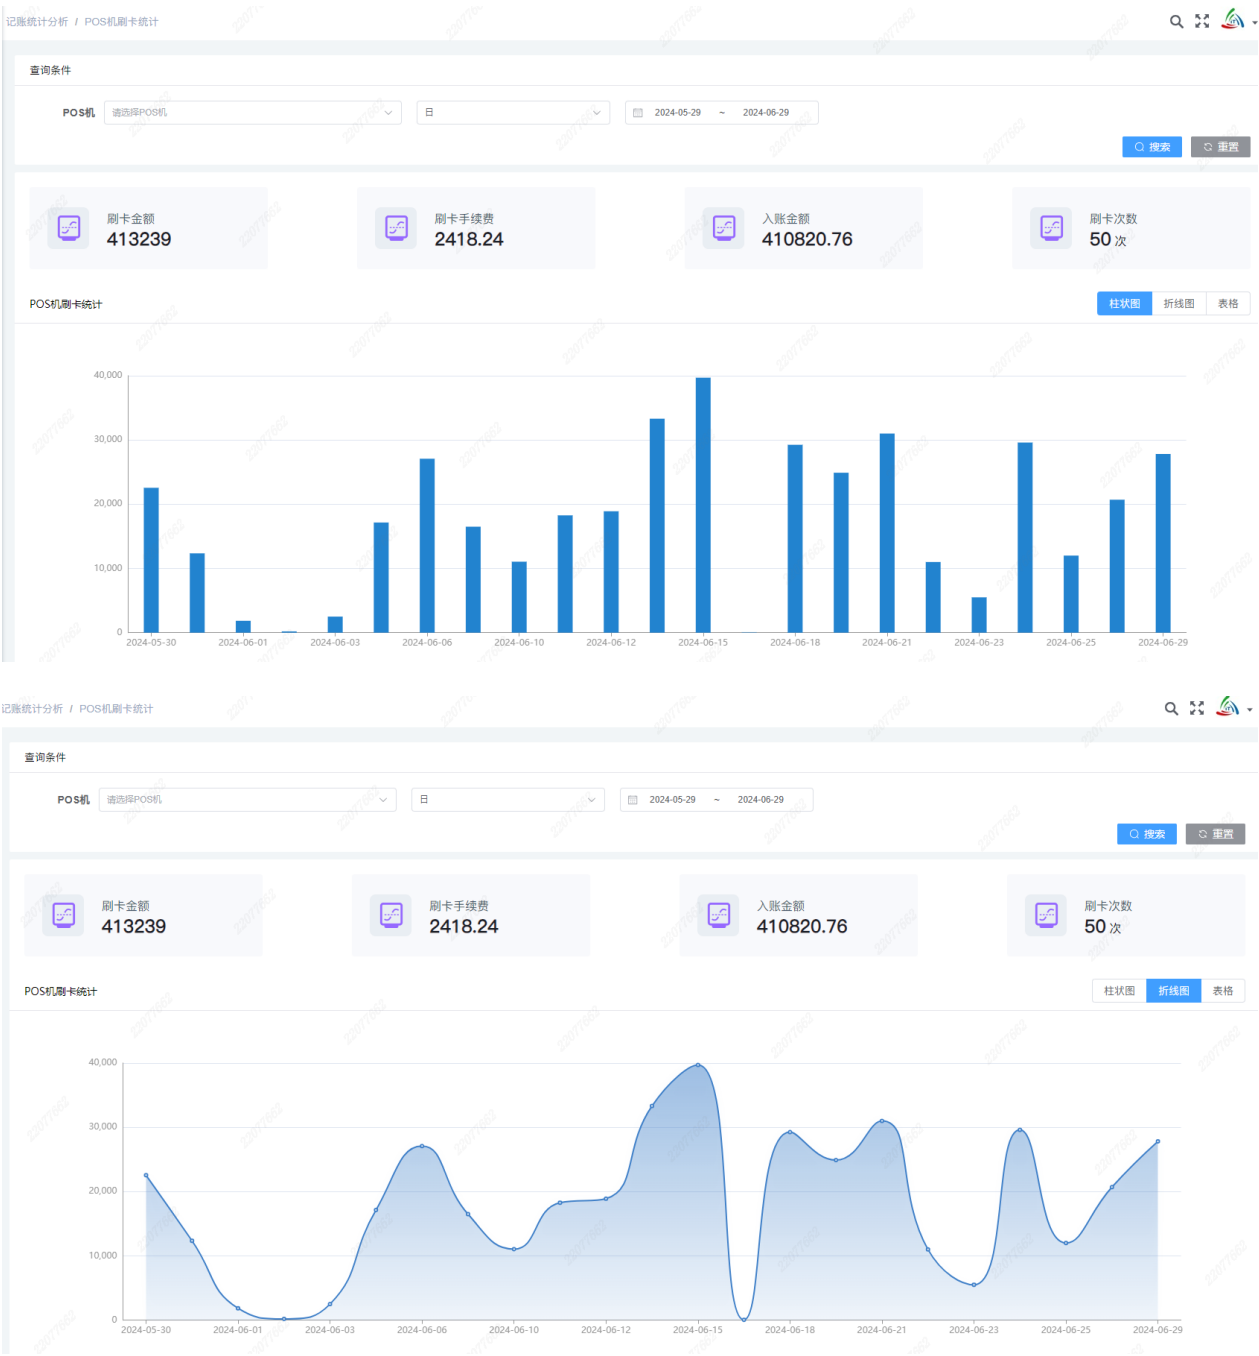 记账统计分析 / POS机刷卡统计
查询条件
POS机 请选择POS机 日 2024-05-29 ~ 2024-06-29
搜索 重置
刷卡金额 刷卡手续费 入账金额 刷卡次数
413239 2418.24 410820.76 50 次
POS机刷卡统计 柱状图 折线图 表格
40,000
30,000
20,000
10,000
0
2024-05-30 2024-06-01 2024-06-03 2024-06-06 2024-06-10 2024-06-12 2024-06-15 2024-06-18 2024-06-21 2024-06-23 2024-06-25 2024-06-29
记账统计分析 / POS机刷卡统计
查询条件
POS机 请选择POS机 日 2024-05-29 ~ 2024-06-29
搜索 重置
刷卡金额 刷卡手续费 入账金额 刷卡次数
413239 2418.24 410820.76 50 次
POS机刷卡统计 柱状图 折线图 表格
40,000
30,000
20,000
10,000
0
2024-05-30 2024-06-01 2024-06-03 2024-06-06 2024-06-10 2024-06-12 2024-06-15 2024-06-18 2024-06-21 2024-06-23 2024-06-25 2024-06-29
22077662